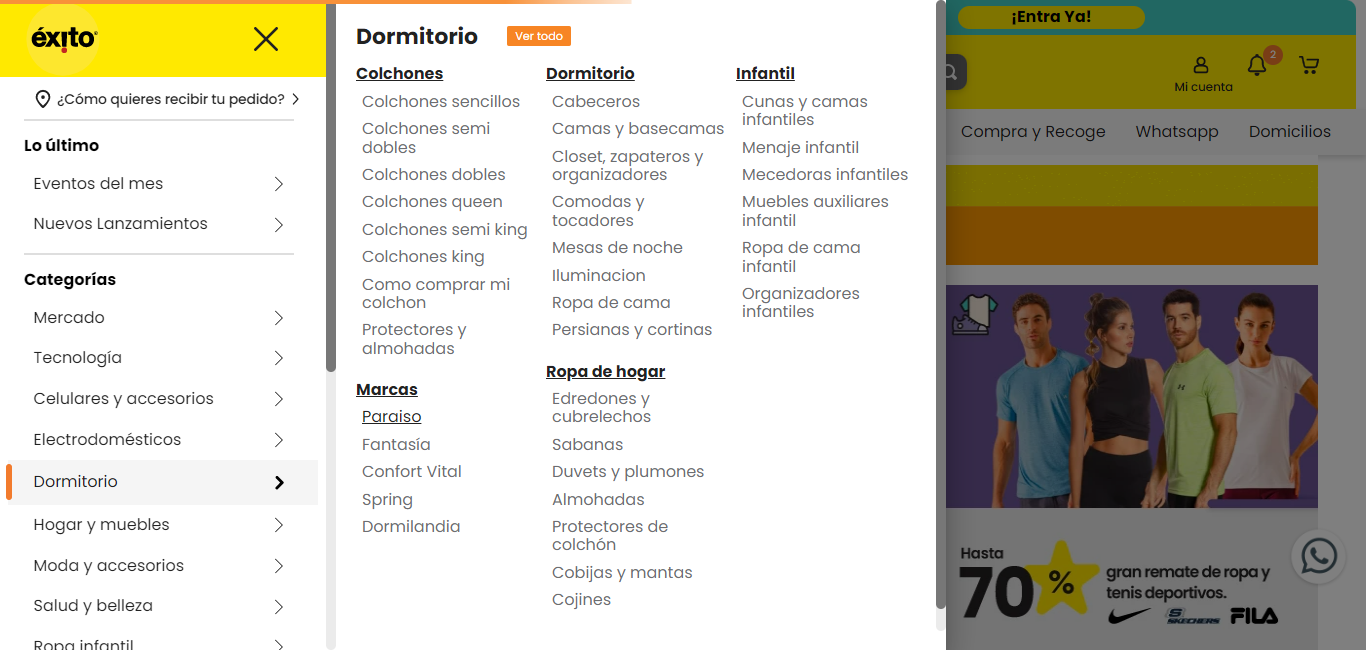 éxito
¿Cómo quieres recibir tu pedido?
Lo último
Eventos del mes
Nuevos Lanzamientos
Categorías
Mercado
Tecnología
Celulares y accesorios
Electrodomésticos
Dormitorio
Hogar y muebles
Moda y accesorios
Salud y belleza
Ropa infantil
Dormitorio
Ver todo
Colchones
Colchones sencillos
Colchones semi
dobles
Colchones dobles
Colchones queen
Colchones semi king
Colchones king
Como comprar mi
colchon
Protectores y
almohadas
Marcas
Paraiso
Fantasía
Confort Vital
Spring
Dormilandia
Dormitorio
Cabeceros
Camas y basecamas
Closet, zapateros y
organizadores
Comodas y
tocadores
Mesas de noche
Iluminacion
Ropa de cama
Persianas y cortinas
Ropa de hogar
Edredones y
cubrelechos
Sabanas
Duvets y plumones
Almohadas
Protectores de
colchón
Cobijas y mantas
Cojines
Infantil
Cunas y camas
infantiles
Menaje infantil
Mecedoras infantiles
Muebles auxiliares
infantil
Ropa de cama
infantil
Organizadores
infantiles
¡Entra Ya!
2
Mi cuenta
Compra y Recoge
Whatsapp
Domicilios
Hasta
70%
gran remate de ropa y
tenis deportivos.
SKECHERS
FILA